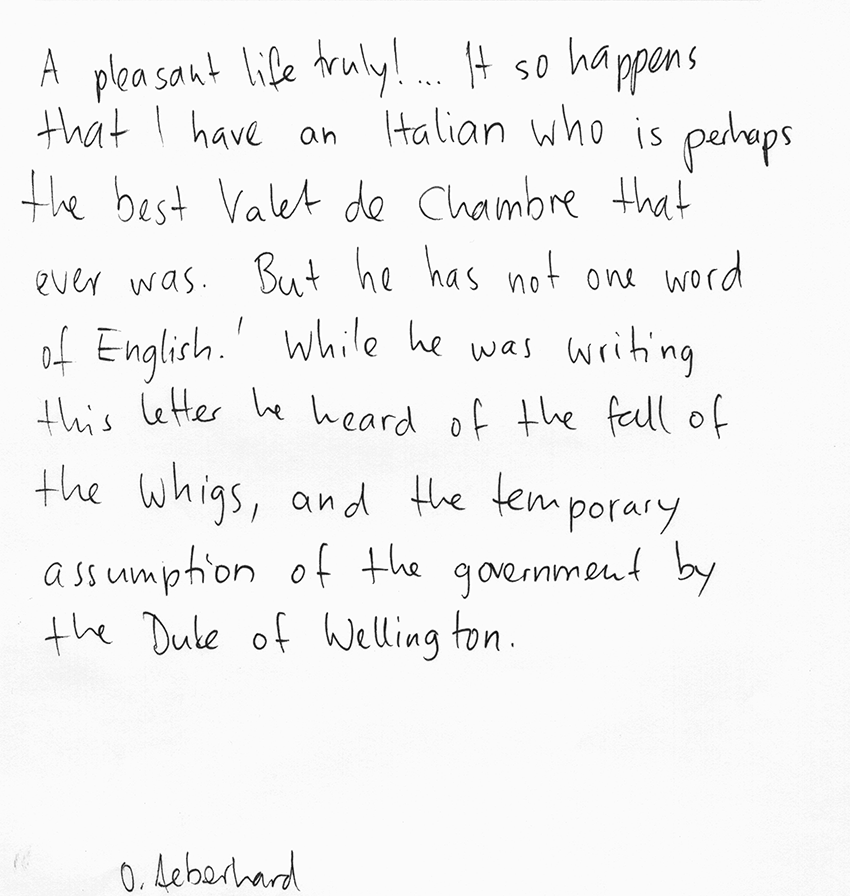 A pleasant life truly!... It so happens
that I have an Italian who is perhaps
the best Valet de Chambre that
ever was. But he has not one word
of English.' While he was writing
this letter he heard of the fall of
the Whigs, and the temporary
assumption of the government by
the Duke of Wellington.
O. Aeberhard